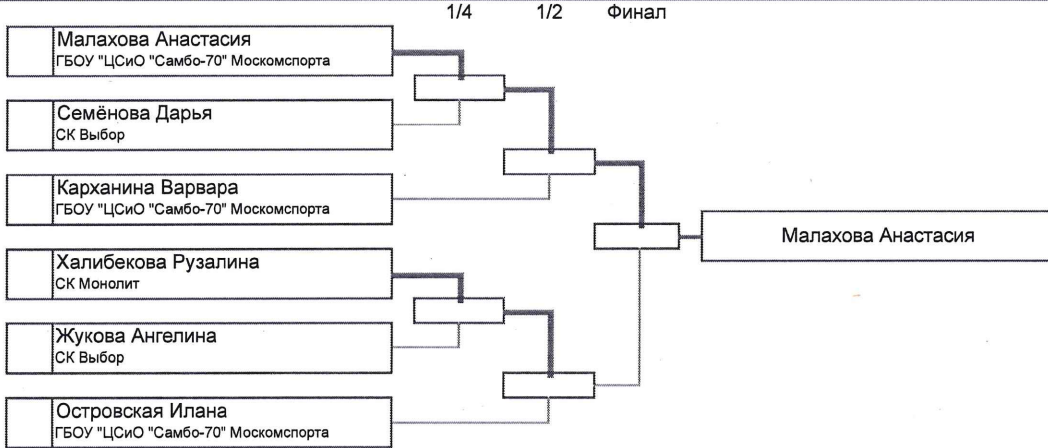 1/4 1/2 Финал
Малахова Анастасия
ГБОУ "ЦСиО "Самбо-70" Москомспорта
Семёнова Дарья
СК Выбор
Карханина Варвара
ГБОУ "ЦСиО "Самбо-70" Москомспорта
Малахова Анастасия
Халибекова Рузалина
СК Монолит
Жукова Ангелина
СК Выбор
Островская Илана
ГБОУ "ЦСиО "Самбо-70" Москомспорта